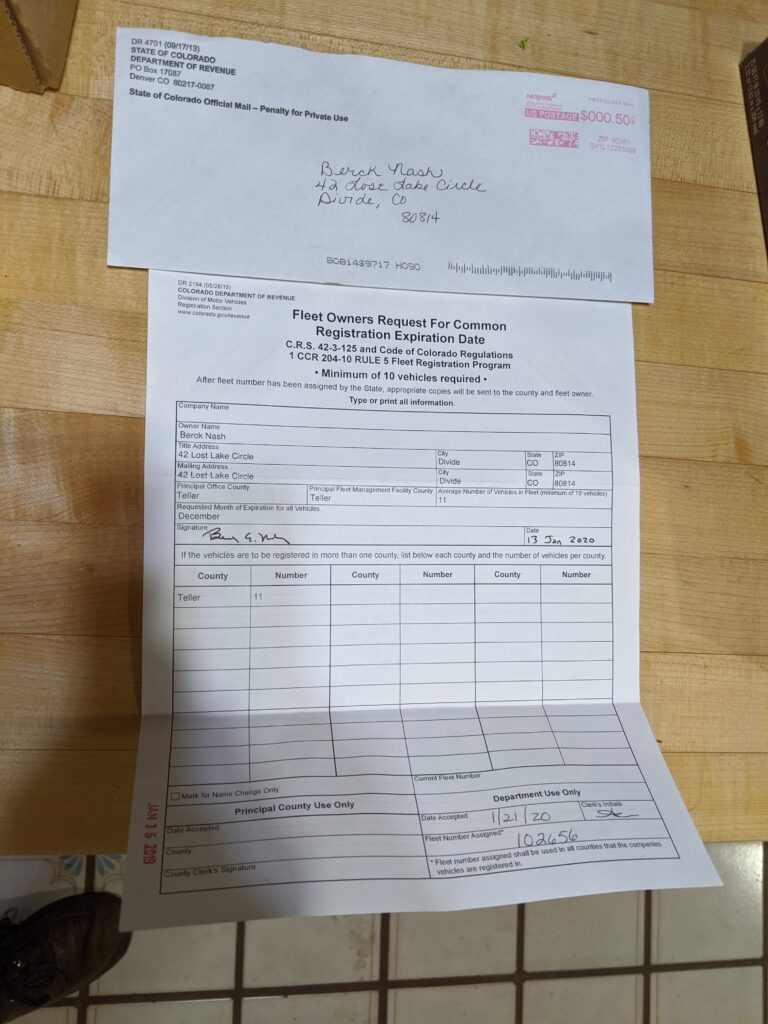 DR 4701 (09/17/13)
STATE OF COLORADO
DEPARTMENT OF REVENUE
PO Box 17087
Denver CO 80217-0087
State of Colorado Official Mail – Penalty for Private Use
neopost
FIRST-CLASS MAIL
01/22/2020
US POSTAGE $000.50
ZIP 80261
041L12203686
Berck Nash
42 Lost Lake Circle
Divide, CO
80814
8081439717 H090
DR 2194 (05/28/15)
COLORADO DEPARTMENT OF REVENUE
Division of Motor Vehicles
Registration Section
www.colorado.gov/revenue
Fleet Owners Request For Common
Registration Expiration Date
C.R.S. 42-3-125 and Code of Colorado Regulations
1 CCR 204-10 RULE 5 Fleet Registration Program
• Minimum of 10 vehicles required •
After fleet number has been assigned by the State, appropriate copies will be sent to the county and fleet owner.
Type or print all information.
Company Name
Owner Name
Berck Nash
Title Address City State ZIP
42 Lost Lake Circle Divide CO 80814
Mailing Address City State ZIP
42 Lost Lake Circle Divide CO 80814
Principal Office County Principal Fleet Management Facility County Average Number of Vehicles in Fleet (minimum of 10 vehicles)
Teller Teller 11
Requested Month of Expiration for all Vehicles
December
Signature Date
13 Jan 2020
If the vehicles are to be registered in more than one county, list below each county and the number of vehicles per county.
County Number County Number County Number
Teller 11
Current Fleet Number
Mark for Name Change Only
Principal County Use Only
Department Use Only
Date Accepted
Date Accepted 1/21/20 Clerk's Initials
County
Fleet Number Assigned* 102656
County Clerk's Signature
* Fleet number assigned shall be used in all counties that the companies
vehicles are registered in.
JAN 16 2019